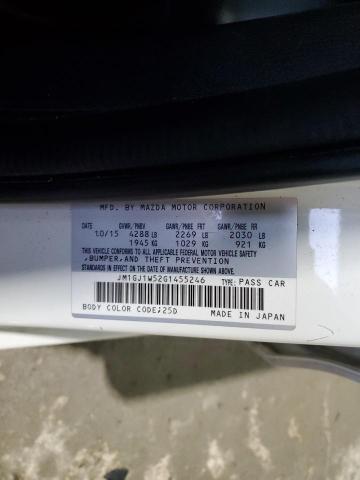 MFD. BY MAZDA MOTOR CORPORATION
DATE GVWR/PNBV GAWR/PNBE FRT GAWR/PNBE RR
10/15 4288 LB 2269 LB 2030 LB
1945 KG 1029 KG 921 KG
THIS VEHICLE CONFORMS TO ALL APPLICABLE FEDERAL MOTOR VEHICLE SAFETY
, BUMPER, AND THEFT PREVENTION
STANDARDS IN EFFECT ON THE DATE OF MANUFACTURE SHOWN ABOVE.
JM1GJ1W52G1455246 TYPE: PASS CAR
BODY COLOR CODE:25D MADE IN JAPAN